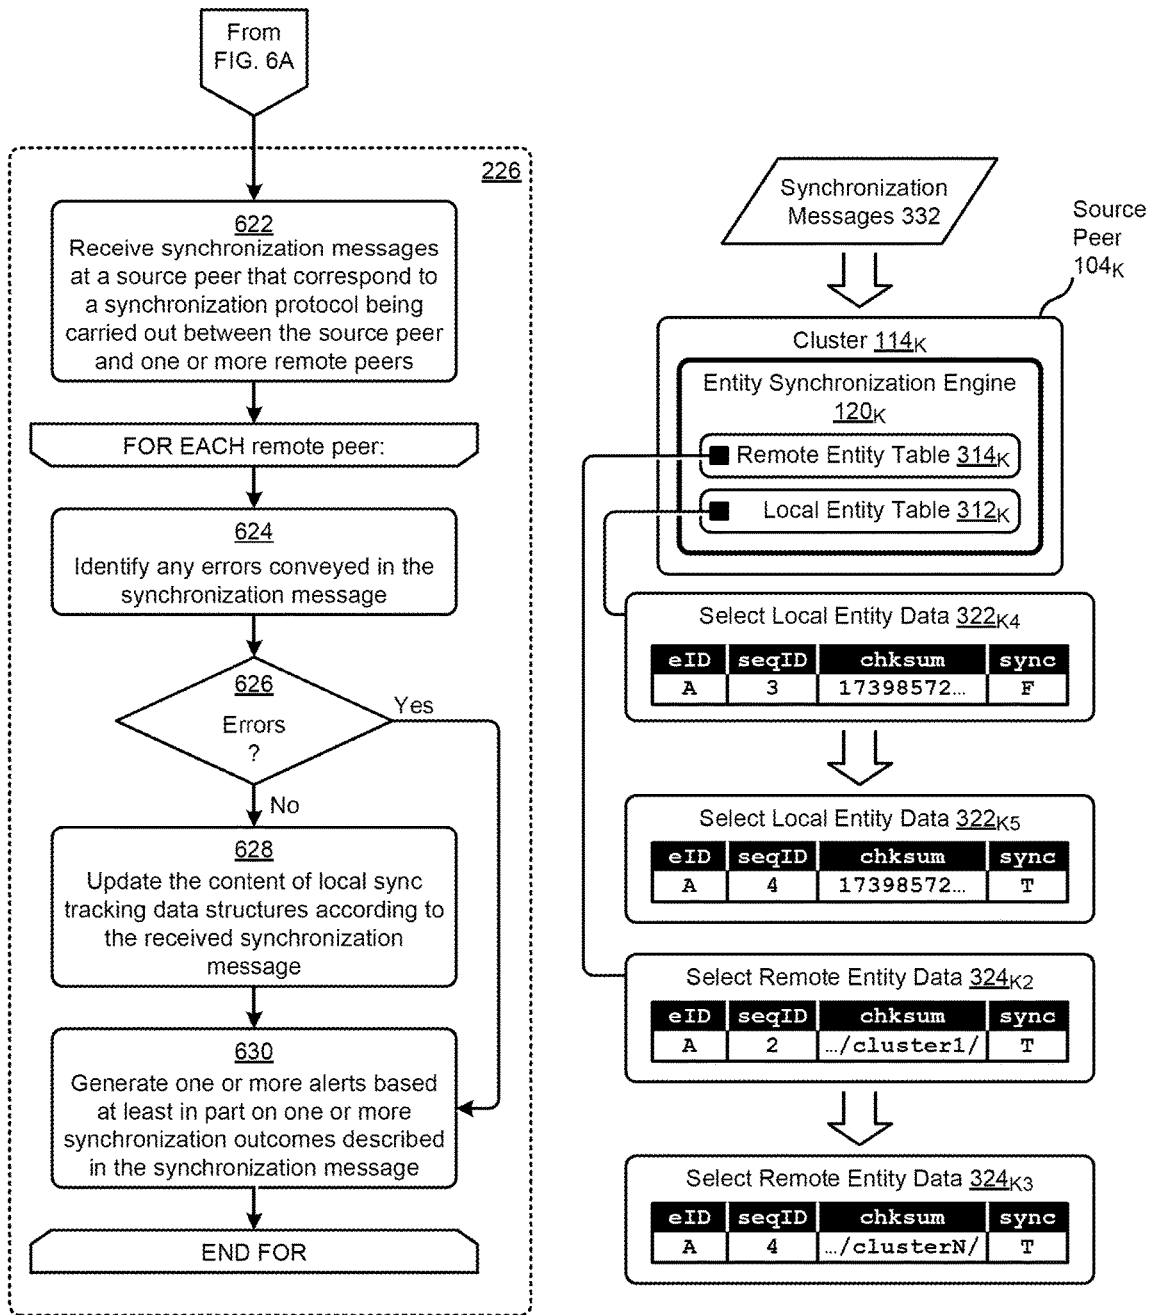 From
FIG. 6A
226
622
Receive synchronization messages
at a source peer that correspond to
a synchronization protocol being
carried out between the source peer
and one or more remote peers
FOR EACH remote peer:
624
Identify any errors conveyed in the
synchronization message
626
Errors
?
Yes
No
628
Update the content of local sync
tracking data structures according to
the received synchronization
message
630
Generate one or more alerts based
at least in part on one or more
synchronization outcomes described
in the synchronization message
END FOR
Synchronization
Messages 332
Source
Peer
104K
Cluster 114K
Entity Synchronization Engine
120K
Remote Entity Table 314K
Local Entity Table 312K
Select Local Entity Data 322K4
eID seqID chksum sync
A 3 17398572... F
Select Local Entity Data 322K5
eID seqID chksum sync
A 4 17398572... T
Select Remote Entity Data 324K2
eID seqID chksum sync
A 2 .../cluster1/ T
Select Remote Entity Data 324K3
eID seqID chksum sync
A 4 .../clusterN/ T